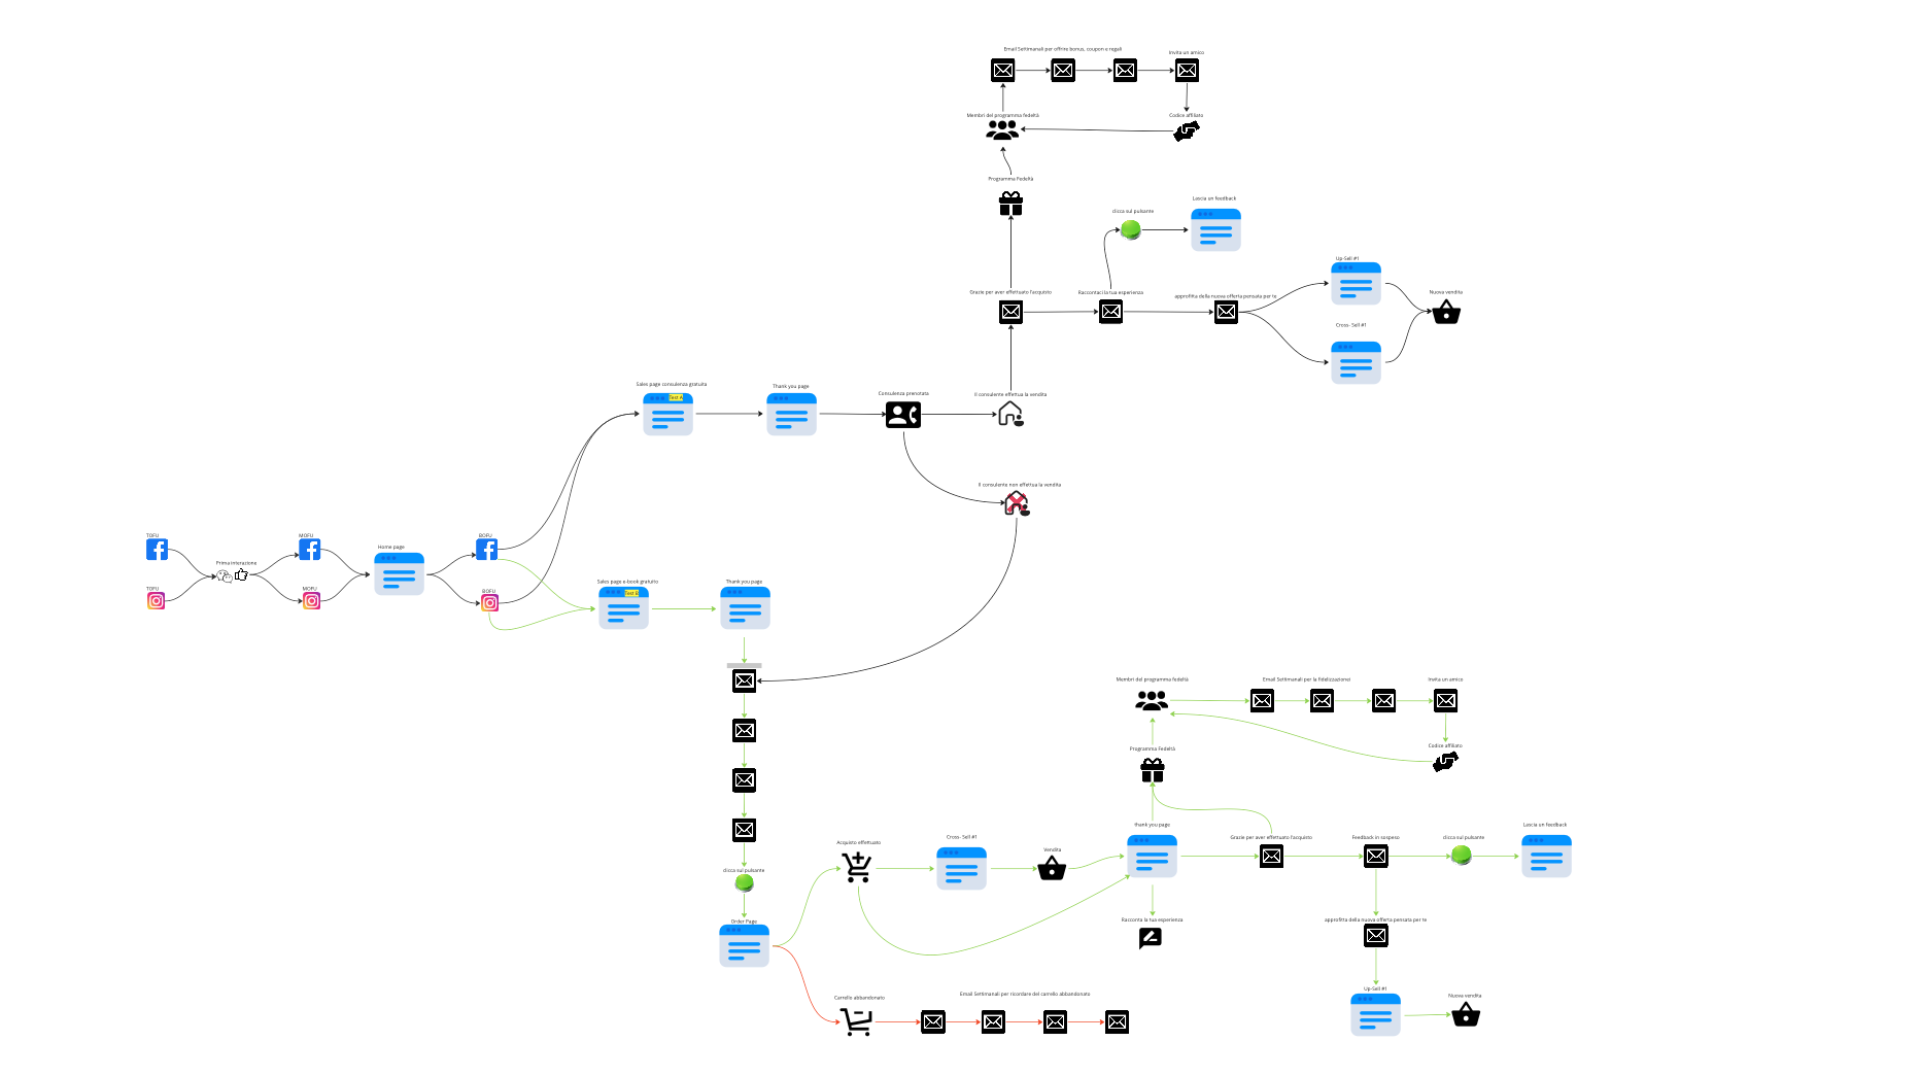 Email Settimanali per offrire bonus, coupon o regali
Invita un amico
Membri del programma fedeltà
Codice affiliato
Programma Fedeltà
Lascia un feedback
clicca sul pulsante
Up-Sell #1
Grazie per aver effettuato l'acquisto
Raccontaci la tua esperienza
approfitta della nuova offerta pensata per te
Nuova vendita
Cross- Sell #1
Sales page consulenza gratuita
Test A
Thank you page
Consulenza prenotata
Il consulente effettua la vendita
Il consulente non effettua la vendita
TOFU
MOFU
BOFU
Home page
Prima interazione
TOFU
MOFU
BOFU
Sales page e-book gratuito
Test B
Thank you page
Membri del programma fedeltà
Email Settimanali per la fidelizzazione
Invita un amico
Programma Fedeltà
Codice affiliato
thank you page
Lascia un feedback
Cross- Sell #1
Grazie per aver effettuato l'acquisto
Feedback in sospeso
clicca sul pulsante
Acquisto effettuato
Vendita
clicca sul pulsante
Order Page
Racconta la tua esperienza
approfitta della nuova offerta pensata per te
Up-Sell #1
Carrello abbandonato
Email Settimanali per ricordare del carrello abbandonato
Nuova vendita